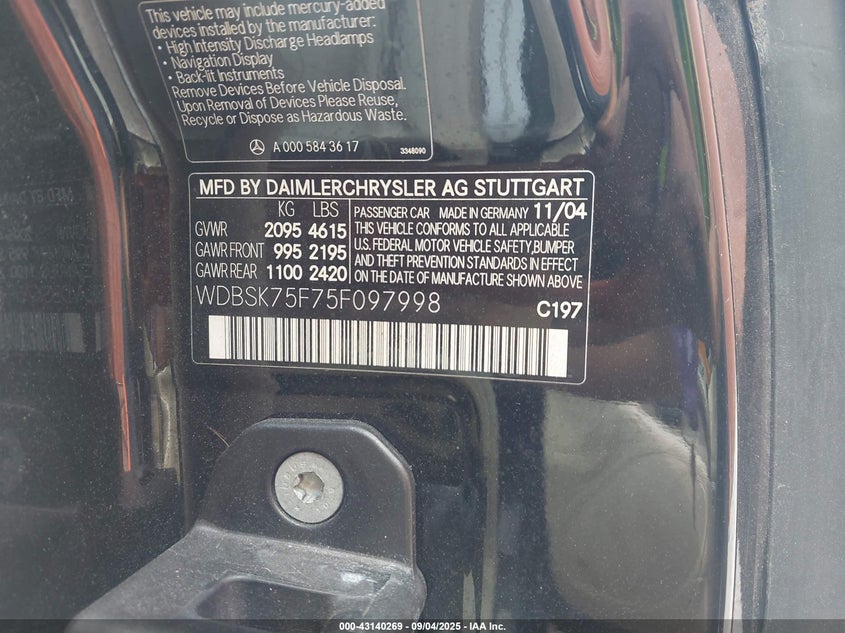 This vehicle may include mercury-added
devices installed by the manufacturer:
• High Intensity Discharge Headlamps
• Navigation Display
• Back-lit Instruments
Remove Devices Before Vehicle Disposal.
Upon Removal of Devices Please Reuse,
Recycle or Dispose as Hazardous Waste.
A 000 584 36 17
3348090
MFD BY DAIMLERCHRYSLER AG STUTTGART
KG LBS
GVWR 2095 4615
GAWR FRONT 995 2195
GAWR REAR 1100 2420
PASSENGER CAR MADE IN GERMANY 11/04
THIS VEHICLE CONFORMS TO ALL APPLICABLE
U.S. FEDERAL MOTOR VEHICLE SAFETY,BUMPER
AND THEFT PREVENTION STANDARDS IN EFFECT
ON THE DATE OF MANUFACTURE SHOWN ABOVE
WDBSK75F75F097998
C197
000-43140269 - 09/04/2025 - IAA Inc.